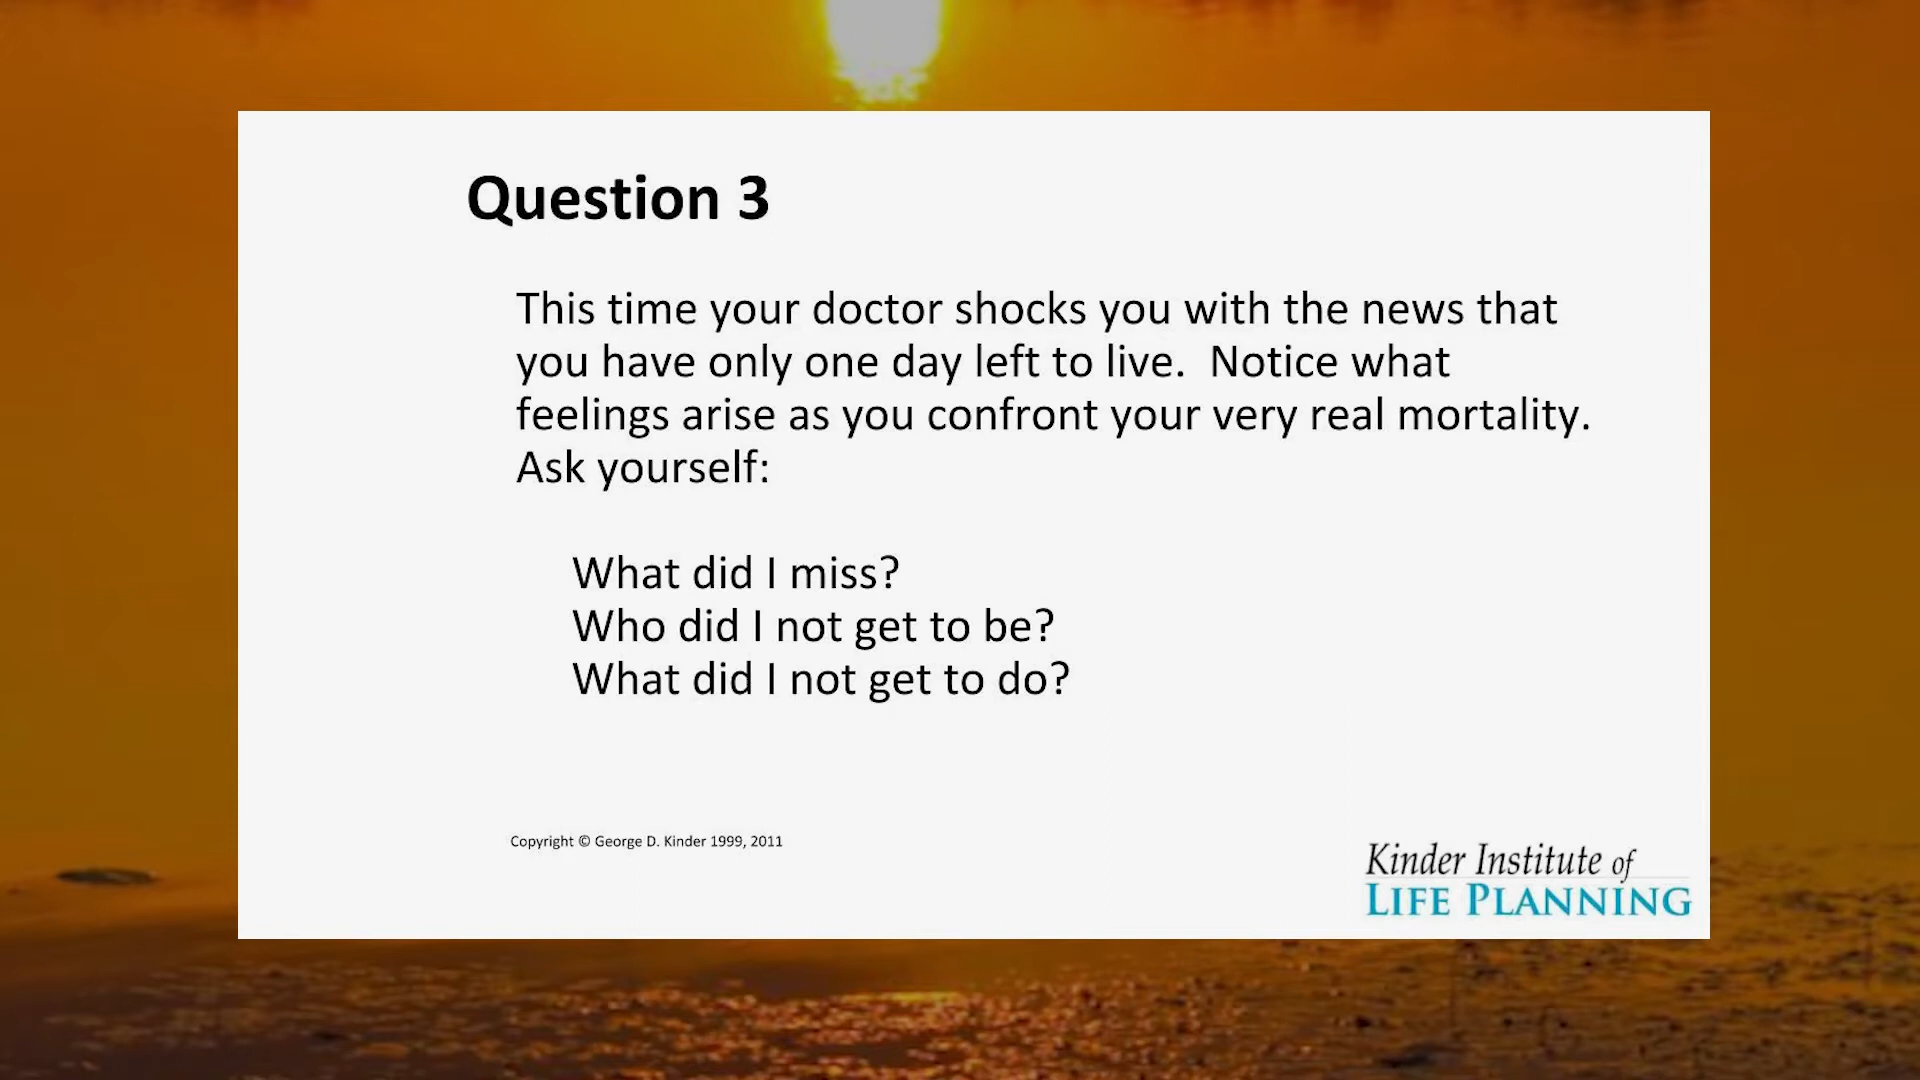 Question 3
This time your doctor shocks you with the news that
you have only one day left to live.  Notice what
feelings arise as you confront your very real mortality.
Ask yourself:
What did I miss?
Who did I not get to be?
What did I not get to do?
Copyright © George D. Kinder 1999, 2011
Kinder Institute of
LIFE PLANNING